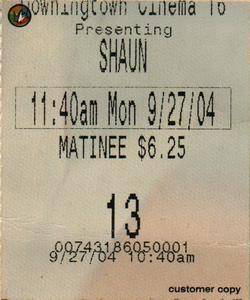 Downingtown Cinema 16
Presenting
SHAUN
11:40am Mon 9/27/04
MATINEE $6.25
13
00743186050001
9/27/04 10:40am
customer copy